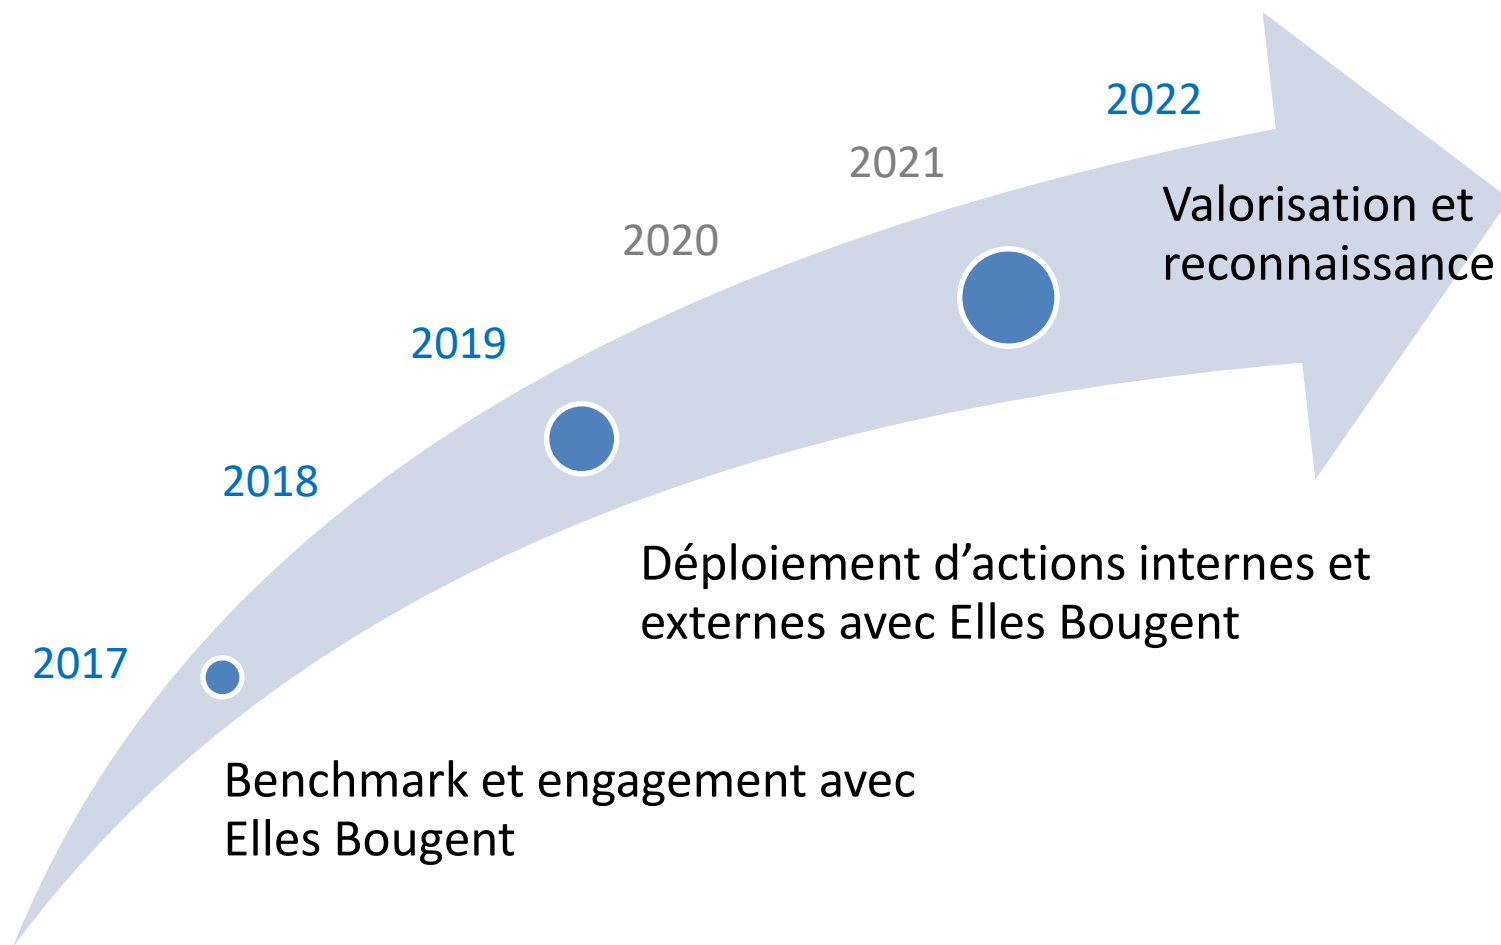 2022
2021
Valorisation et
reconnaissance
2020
2019
2018
Déploiement d’actions internes et
externes avec Elles Bougent
2017
Benchmark et engagement avec
Elles Bougent